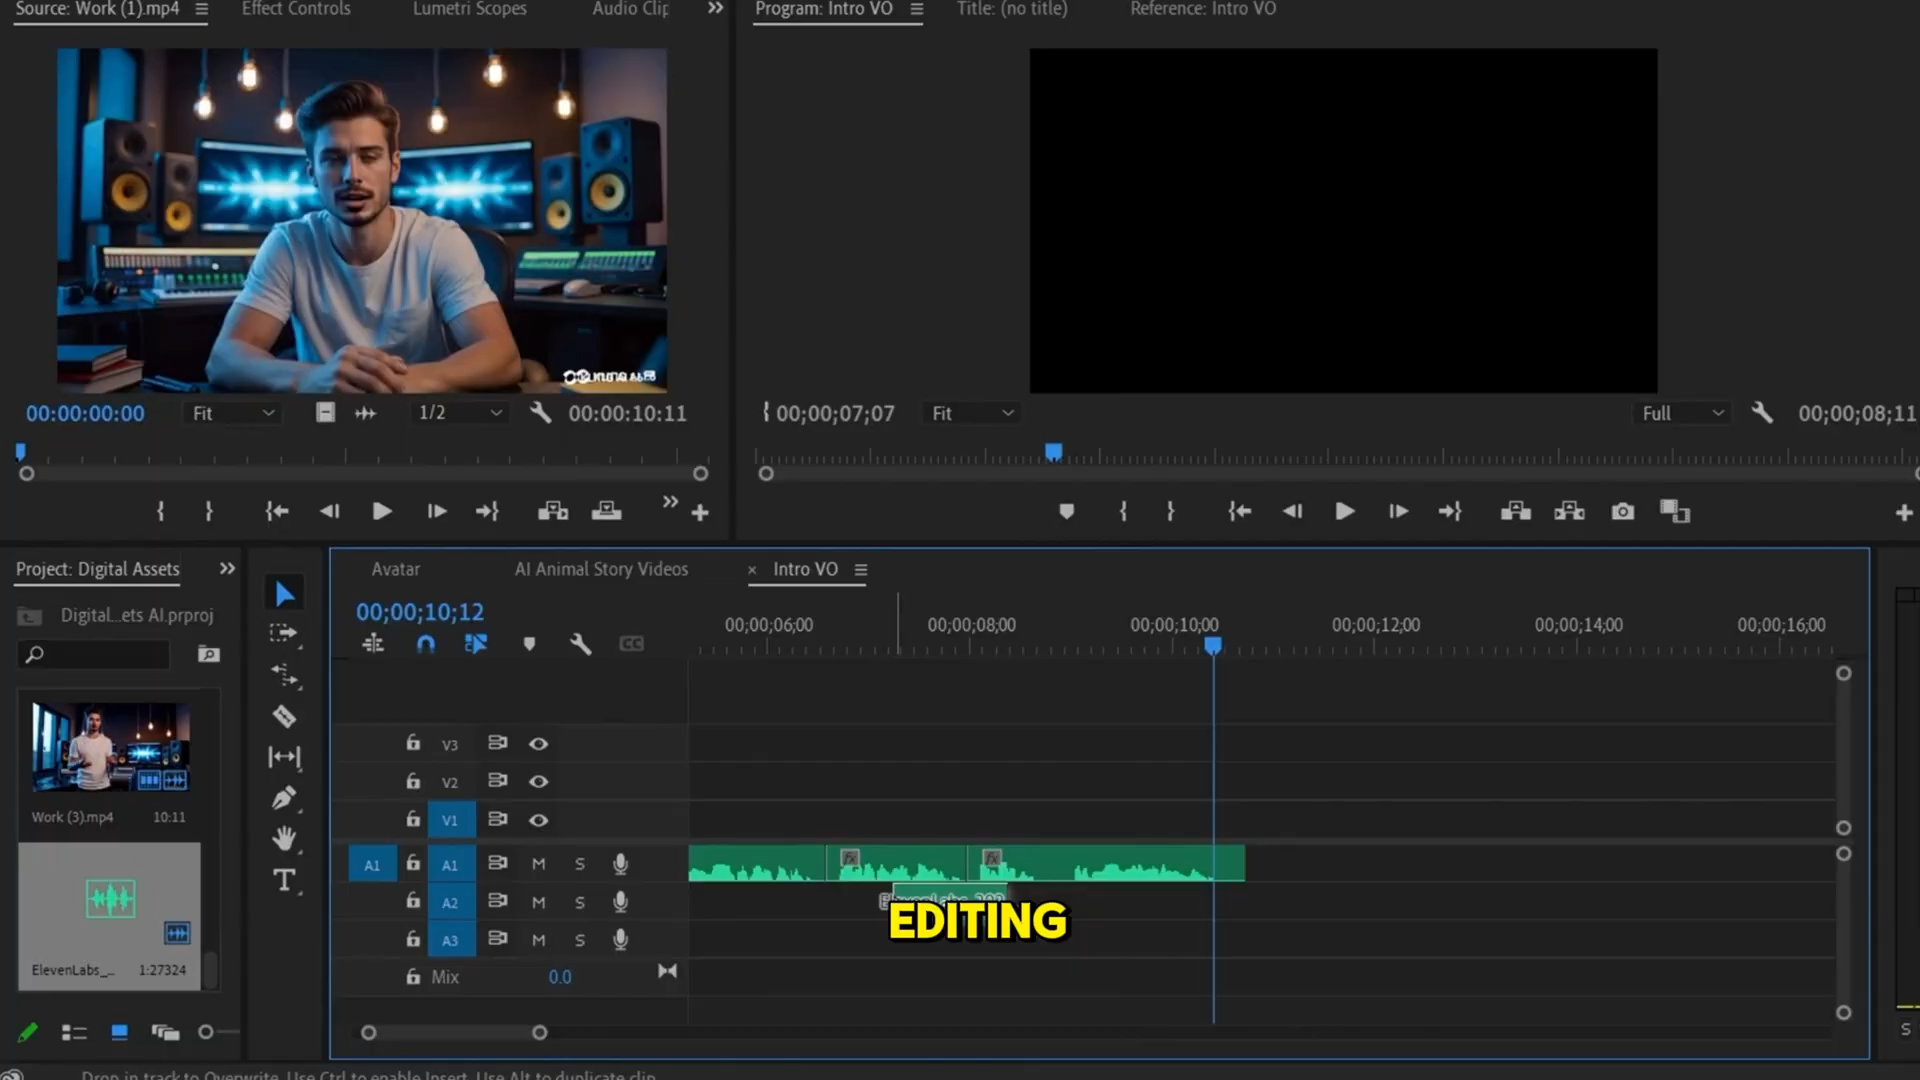 Source: Work (1).mp4
Effect Controls
Lumetri Scopes
Audio Clip
Program: Intro VO
Title: (no title)
Reference: Intro VO
00:00:00:00
Fit
1/2
00:00:10:11
00;00;07;07
Fit
Full
00;00;08;11
Project: Digital Assets
Digital...ets AI.prproj
Work (3).mp4
10:11
ElevenLabs_...
1:27324
Avatar
AI Animal Story Videos
× Intro VO
00;00;10;12
CC
00;00;06;00
00;00;08;00
00;00;10;00
00;00;12;00
00;00;14;00
00;00;16;00
V3
V2
V1
A1 A1 M S
fx
fx
A2 M S
A3 M S
Mix 0.0
EDITING
T
S
Drop in track to Overwrite. Use Ctrl to enable Insert. Use Alt to duplicate clip.